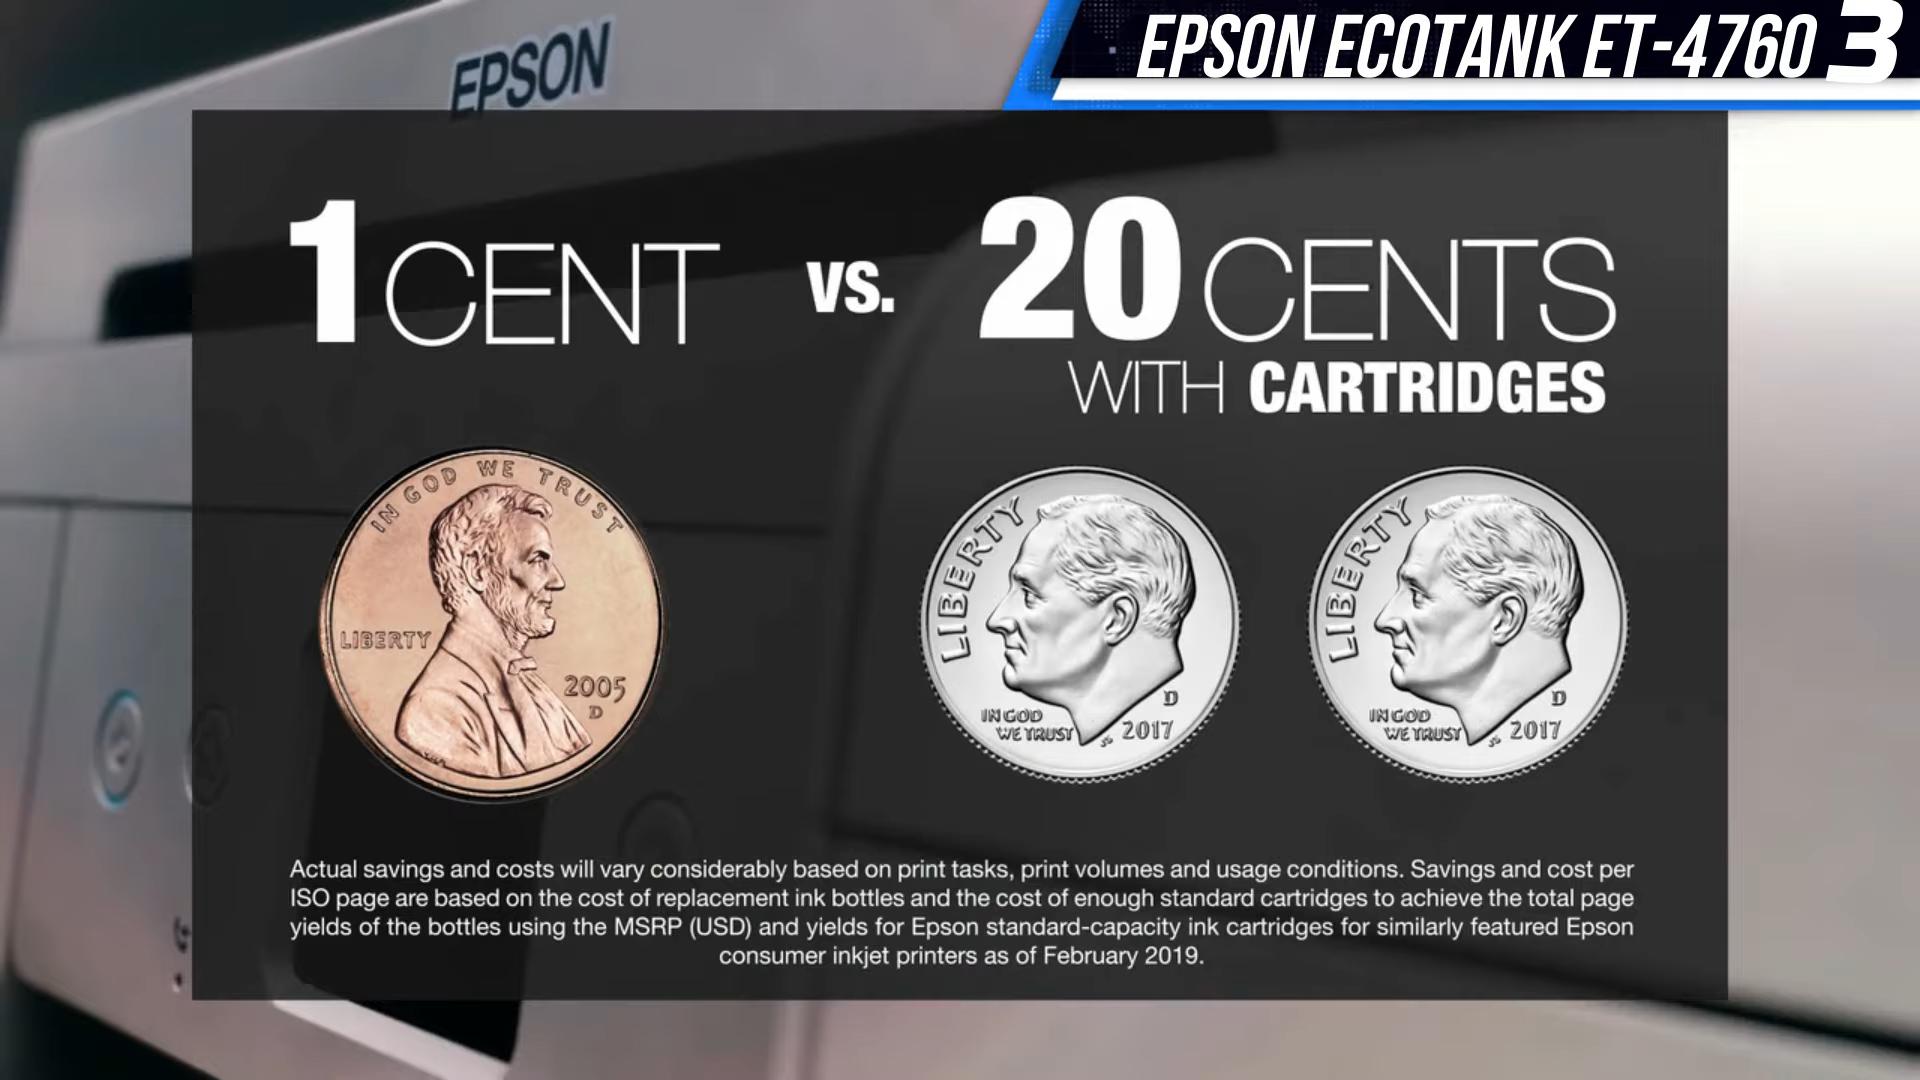 EPSON ECOTANK ET-4760 3
EPSON
1 CENT vs. 20 CENTS
WITH CARTRIDGES
IN GOD WE TRUST
LIBERTY
2005
D
LIBERTY
IN GOD
WE TRUST
D
2017
LIBERTY
IN GOD
WE TRUST
D
2017
Actual savings and costs will vary considerably based on print tasks, print volumes and usage conditions. Savings and cost per
ISO page are based on the cost of replacement ink bottles and the cost of enough standard cartridges to achieve the total page
yields of the bottles using the MSRP (USD) and yields for Epson standard-capacity ink cartridges for similarly featured Epson
consumer inkjet printers as of February 2019.